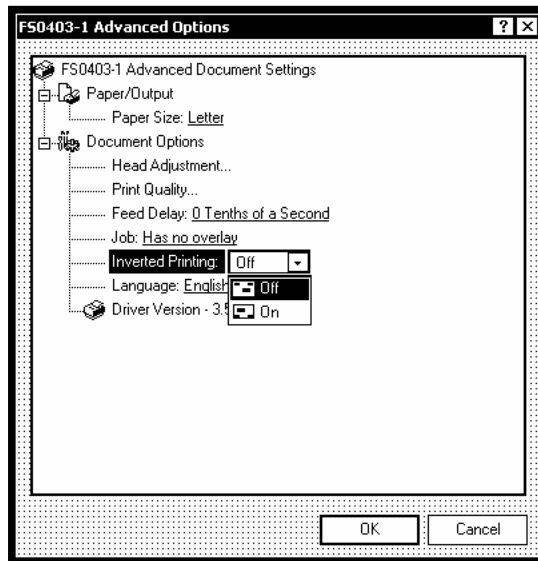 FS0403-1 Advanced Options
FS0403-1 Advanced Document Settings
Paper/Output
Paper Size: Letter
Document Options
Head Adjustment...
Print Quality...
Feed Delay: 0 Tenths of a Second
Job: Has no overlay
Inverted Printing: Off
Language: English
Off
Driver Version - 3.
On
OK Cancel